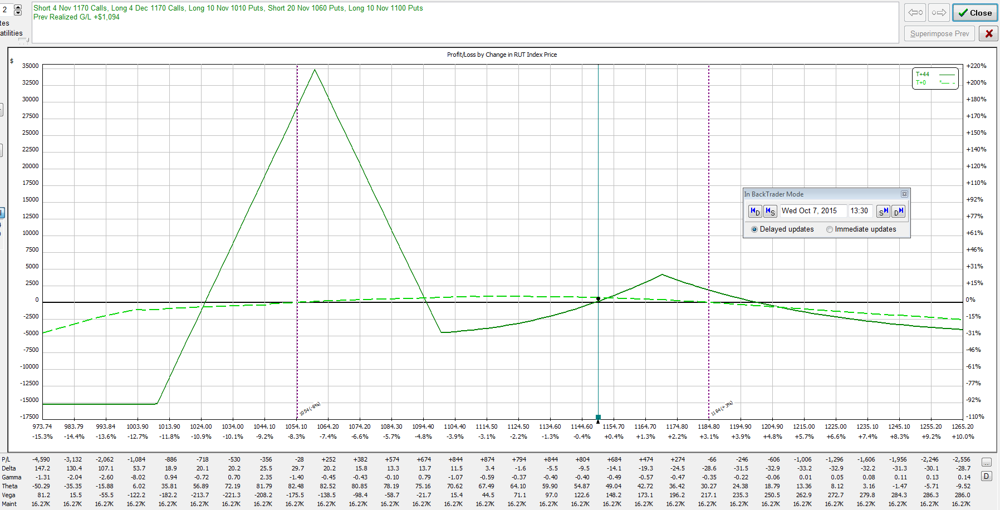 2
Short 4 Nov 1170 Calls, Long 4 Dec 1170 Calls, Long 10 Nov 1010 Puts, Short 20 Nov 1060 Puts, Long 10 Nov 1100 Puts
Prev Realized G/L +$1,094
tes
atilities
Close
Superimpose Prev
Profit/Loss by Change in RUT Index Price
$
35000 +220%
32500 +200%
30000 +180%
27500 +170%
25000 +150%
22500 +140%
20000 +120%
17500 +110%
15000 +92%
12500 +77%
10000 +61%
7500 +46%
5000 +31%
2500 +15%
0 0%
-2500 -15%
-5000 -31%
-7500 -46%
-10000 -61%
-12500 -77%
-15000 -92%
-17500 -110%
T+44
T+0
In BackTrader Mode
D S Wed Oct 7, 2015 13:30 S D
Delayed updates Immediate updates
1054 (-8%) 1184 (+3%)
973.74 983.79 993.84 1003.90 1013.90 1024.00 1034.00 1044.10 1054.10 1064.20 1074.20 1084.30 1094.40 1104.40 1114.50 1124.50 1134.60 1144.60 1154.70 1164.70 1174.80 1184.80 1194.90 1204.90 1215.00 1225.00 1235.10 1245.10 1255.20 1265.20
-15.3% -14.4% -13.6% -12.7% -11.8% -10.9% -10.1% -9.2% -8.3% -7.4% -6.6% -5.7% -4.8% -3.9% -3.1% -2.2% -1.3% -0.4% +0.4% +1.3% +2.2% +3.1% +3.9% +4.8% +5.7% +6.6% +7.4% +8.3% +9.2% +10.0%
P/L -4,590 -3,132 -2,062 -1,084 -886 -718 -530 -356 -28 +252 +382 +574 +674 +844 +874 +794 +844 +804 +684 +474 +274 -66 -246 -606 -1,006 -1,296 -1,606 -1,956 -2,246 -2,556 ...
Delta 147.2 130.4 107.1 53.7 18.9 20.1 20.2 25.5 29.7 20.2 15.8 13.3 13.7 11.5 3.4 -1.6 -5.5 -9.5 -14.1 -19.3 -24.5 -28.6 -31.5 -32.9 -33.2 -32.9 -32.2 -31.3 -30.1 -28.7
Gamma -1.31 -2.04 -2.60 -8.02 0.94 -0.72 0.70 2.35 -1.40 -0.45 -0.43 -0.10 0.79 -1.07 -0.59 -0.37 -0.40 -0.40 -0.49 -0.57 -0.47 -0.35 -0.22 -0.06 0.01 0.05 0.08 0.11 0.13 0.14 D
Theta -50.29 -35.35 -15.88 6.02 35.81 56.89 72.19 81.79 82.48 82.52 80.85 78.19 75.16 70.62 67.49 64.10 59.90 54.87 49.04 42.72 36.42 30.27 24.38 18.79 13.36 8.12 3.16 -1.47 -5.71 -9.52
Vega 81.2 15.5 -55.5 -122.2 -182.2 -213.7 -221.3 -208.2 -175.5 -138.5 -98.4 -58.7 -21.7 15.4 44.5 71.1 97.0 122.6 148.2 173.1 196.2 217.1 235.3 250.5 262.9 272.7 279.8 284.3 286.3 286.0
Maint 16.27K 16.27K 16.27K 16.27K 16.27K 16.27K 16.27K 16.27K 16.27K 16.27K 16.27K 16.27K 16.27K 16.27K 16.27K 16.27K 16.27K 16.27K 16.27K 16.27K 16.27K 16.27K 16.27K 16.27K 16.27K 16.27K 16.27K 16.27K 16.27K 16.27K